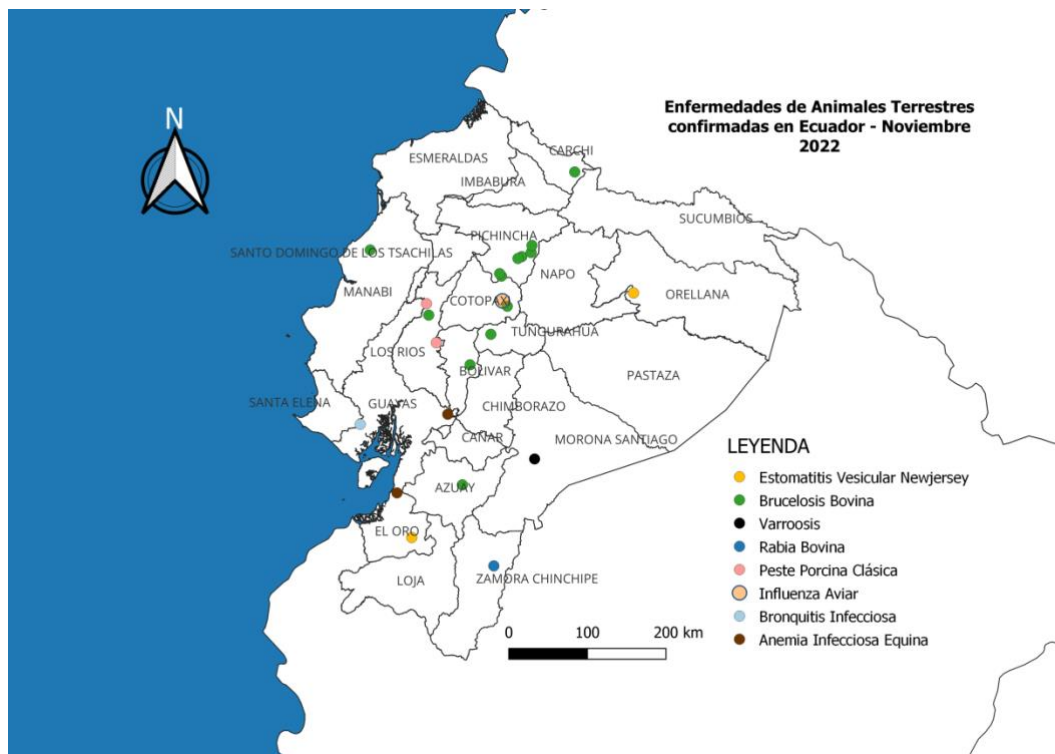 N
Enfermedades de Animales Terrestres
confirmadas en Ecuador - Noviembre
2022
CARCHI
ESMERALDAS
IMBABURA
SUCUMBIOS
PICHINCHA
SANTO DOMINGO DE LOS TSACHILAS
NAPO
MANABI
COTOPAXI
ORELLANA
TUNGURAHUA
LOS RIOS
BOLIVAR
PASTAZA
SANTA ELENA
GUAYAS
CHIMBORAZO
CAÑAR
MORONA SANTIAGO
AZUAY
EL ORO
LOJA
ZAMORA CHINCHIPE
LEYENDA
Estomatitis Vesicular Newjersey
Brucelosis Bovina
Varroosis
Rabia Bovina
Peste Porcina Clásica
Influenza Aviar
Bronquitis Infecciosa
Anemia Infecciosa Equina
0 100 200 km